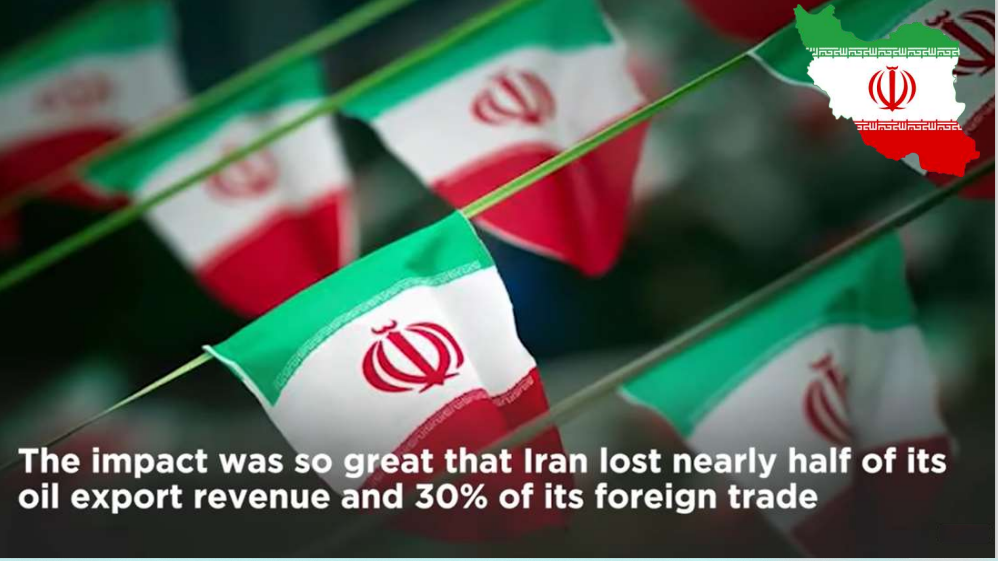 The impact was so great that Iran lost nearly half of its
oil export revenue and 30% of its foreign trade